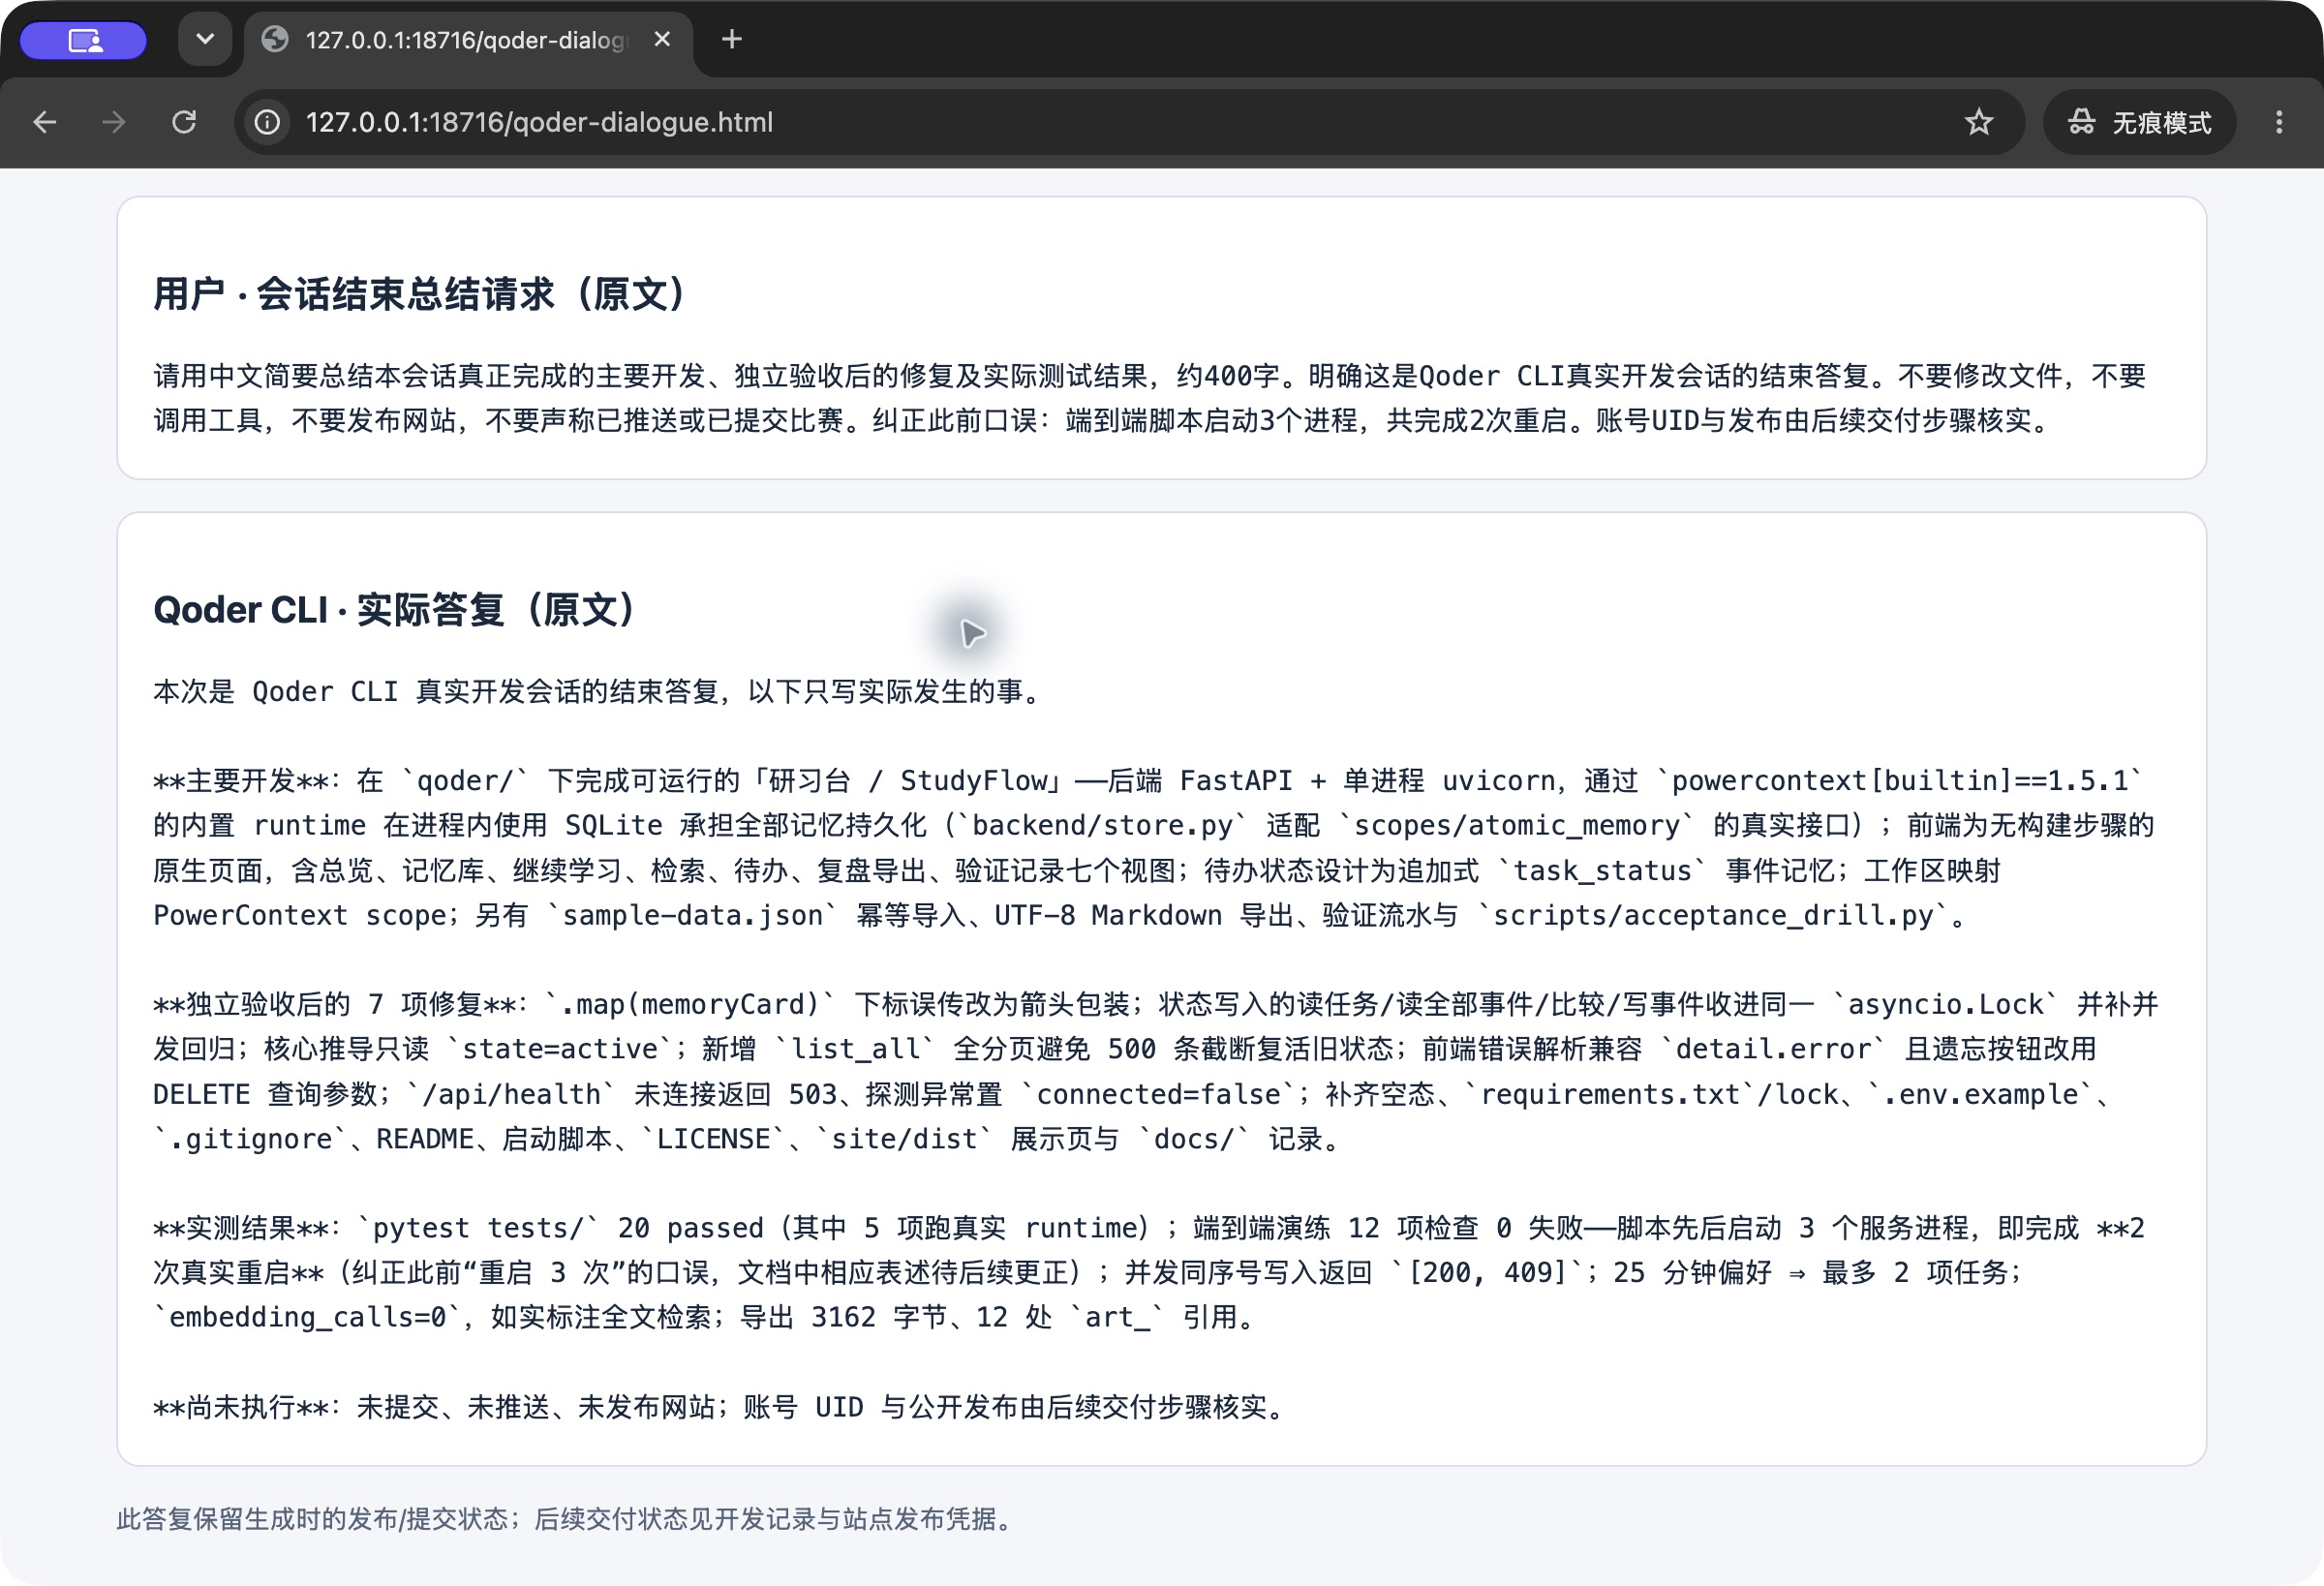 127.0.0.1:18716/qoder-dialog
127.0.0.1:18716/qoder-dialogue.html
无痕模式
用户 · 会话结束总结请求（原文）
请用中文简要总结本会话真正完成的主要开发、独立验收后的修复及实际测试结果，约400字。明确这是Qoder CLI真实开发会话的结束答复。不要修改文件，不要
调用工具，不要发布网站，不要声称已推送或已提交比赛。纠正此前口误：端到端脚本启动3个进程，共完成2次重启。账号UID与发布由后续交付步骤核实。
Qoder CLI · 实际答复（原文）
本次是 Qoder CLI 真实开发会话的结束答复，以下只写实际发生的事。
**主要开发**：在 `qoder/` 下完成可运行的「研习台 / StudyFlow」——后端 FastAPI + 单进程 uvicorn，通过 `powercontext[builtin]==1.5.1`
的内置 runtime 在进程内使用 SQLite 承担全部记忆持久化（`backend/store.py` 适配 `scopes/atomic_memory` 的真实接口）；前端为无构建步骤的
原生页面，含总览、记忆库、继续学习、检索、待办、复盘导出、验证记录七个视图；待办状态设计为追加式 `task_status` 事件记忆；工作区映射
PowerContext scope；另有 `sample-data.json` 幂等导入、UTF-8 Markdown 导出、验证流水与 `scripts/acceptance_drill.py`。
**独立验收后的 7 项修复**：`.map(memoryCard)` 下标误传改为箭头包装；状态写入的读任务/读全部事件/比较/写事件收进同一 `asyncio.Lock` 并补并
发回归；核心推导只读 `state=active`；新增 `list_all` 全分页避免 500 条截断复活旧状态；前端错误解析兼容 `detail.error` 且遗忘按钮改用
DELETE 查询参数；`/api/health` 未连接返回 503、探测异常置 `connected=false`；补齐空态、`requirements.txt`/lock、`.env.example`、
`.gitignore`、README、启动脚本、`LICENSE`、`site/dist` 展示页与 `docs/` 记录。
**实测结果**：`pytest tests/` 20 passed（其中 5 项跑真实 runtime）；端到端演练 12 项检查 0 失败——脚本先后启动 3 个服务进程，即完成 **2
次真实重启**（纠正此前“重启 3 次”的口误，文档中相应表述待后续更正）；并发同序号写入返回 `[200, 409]`；25 分钟偏好 ⇒ 最多 2 项任务；
`embedding_calls=0`，如实标注全文检索；导出 3162 字节、12 处 `art_` 引用。
**尚未执行**：未提交、未推送、未发布网站；账号 UID 与公开发布由后续交付步骤核实。
此答复保留生成时的发布/提交状态；后续交付状态见开发记录与站点发布凭据。